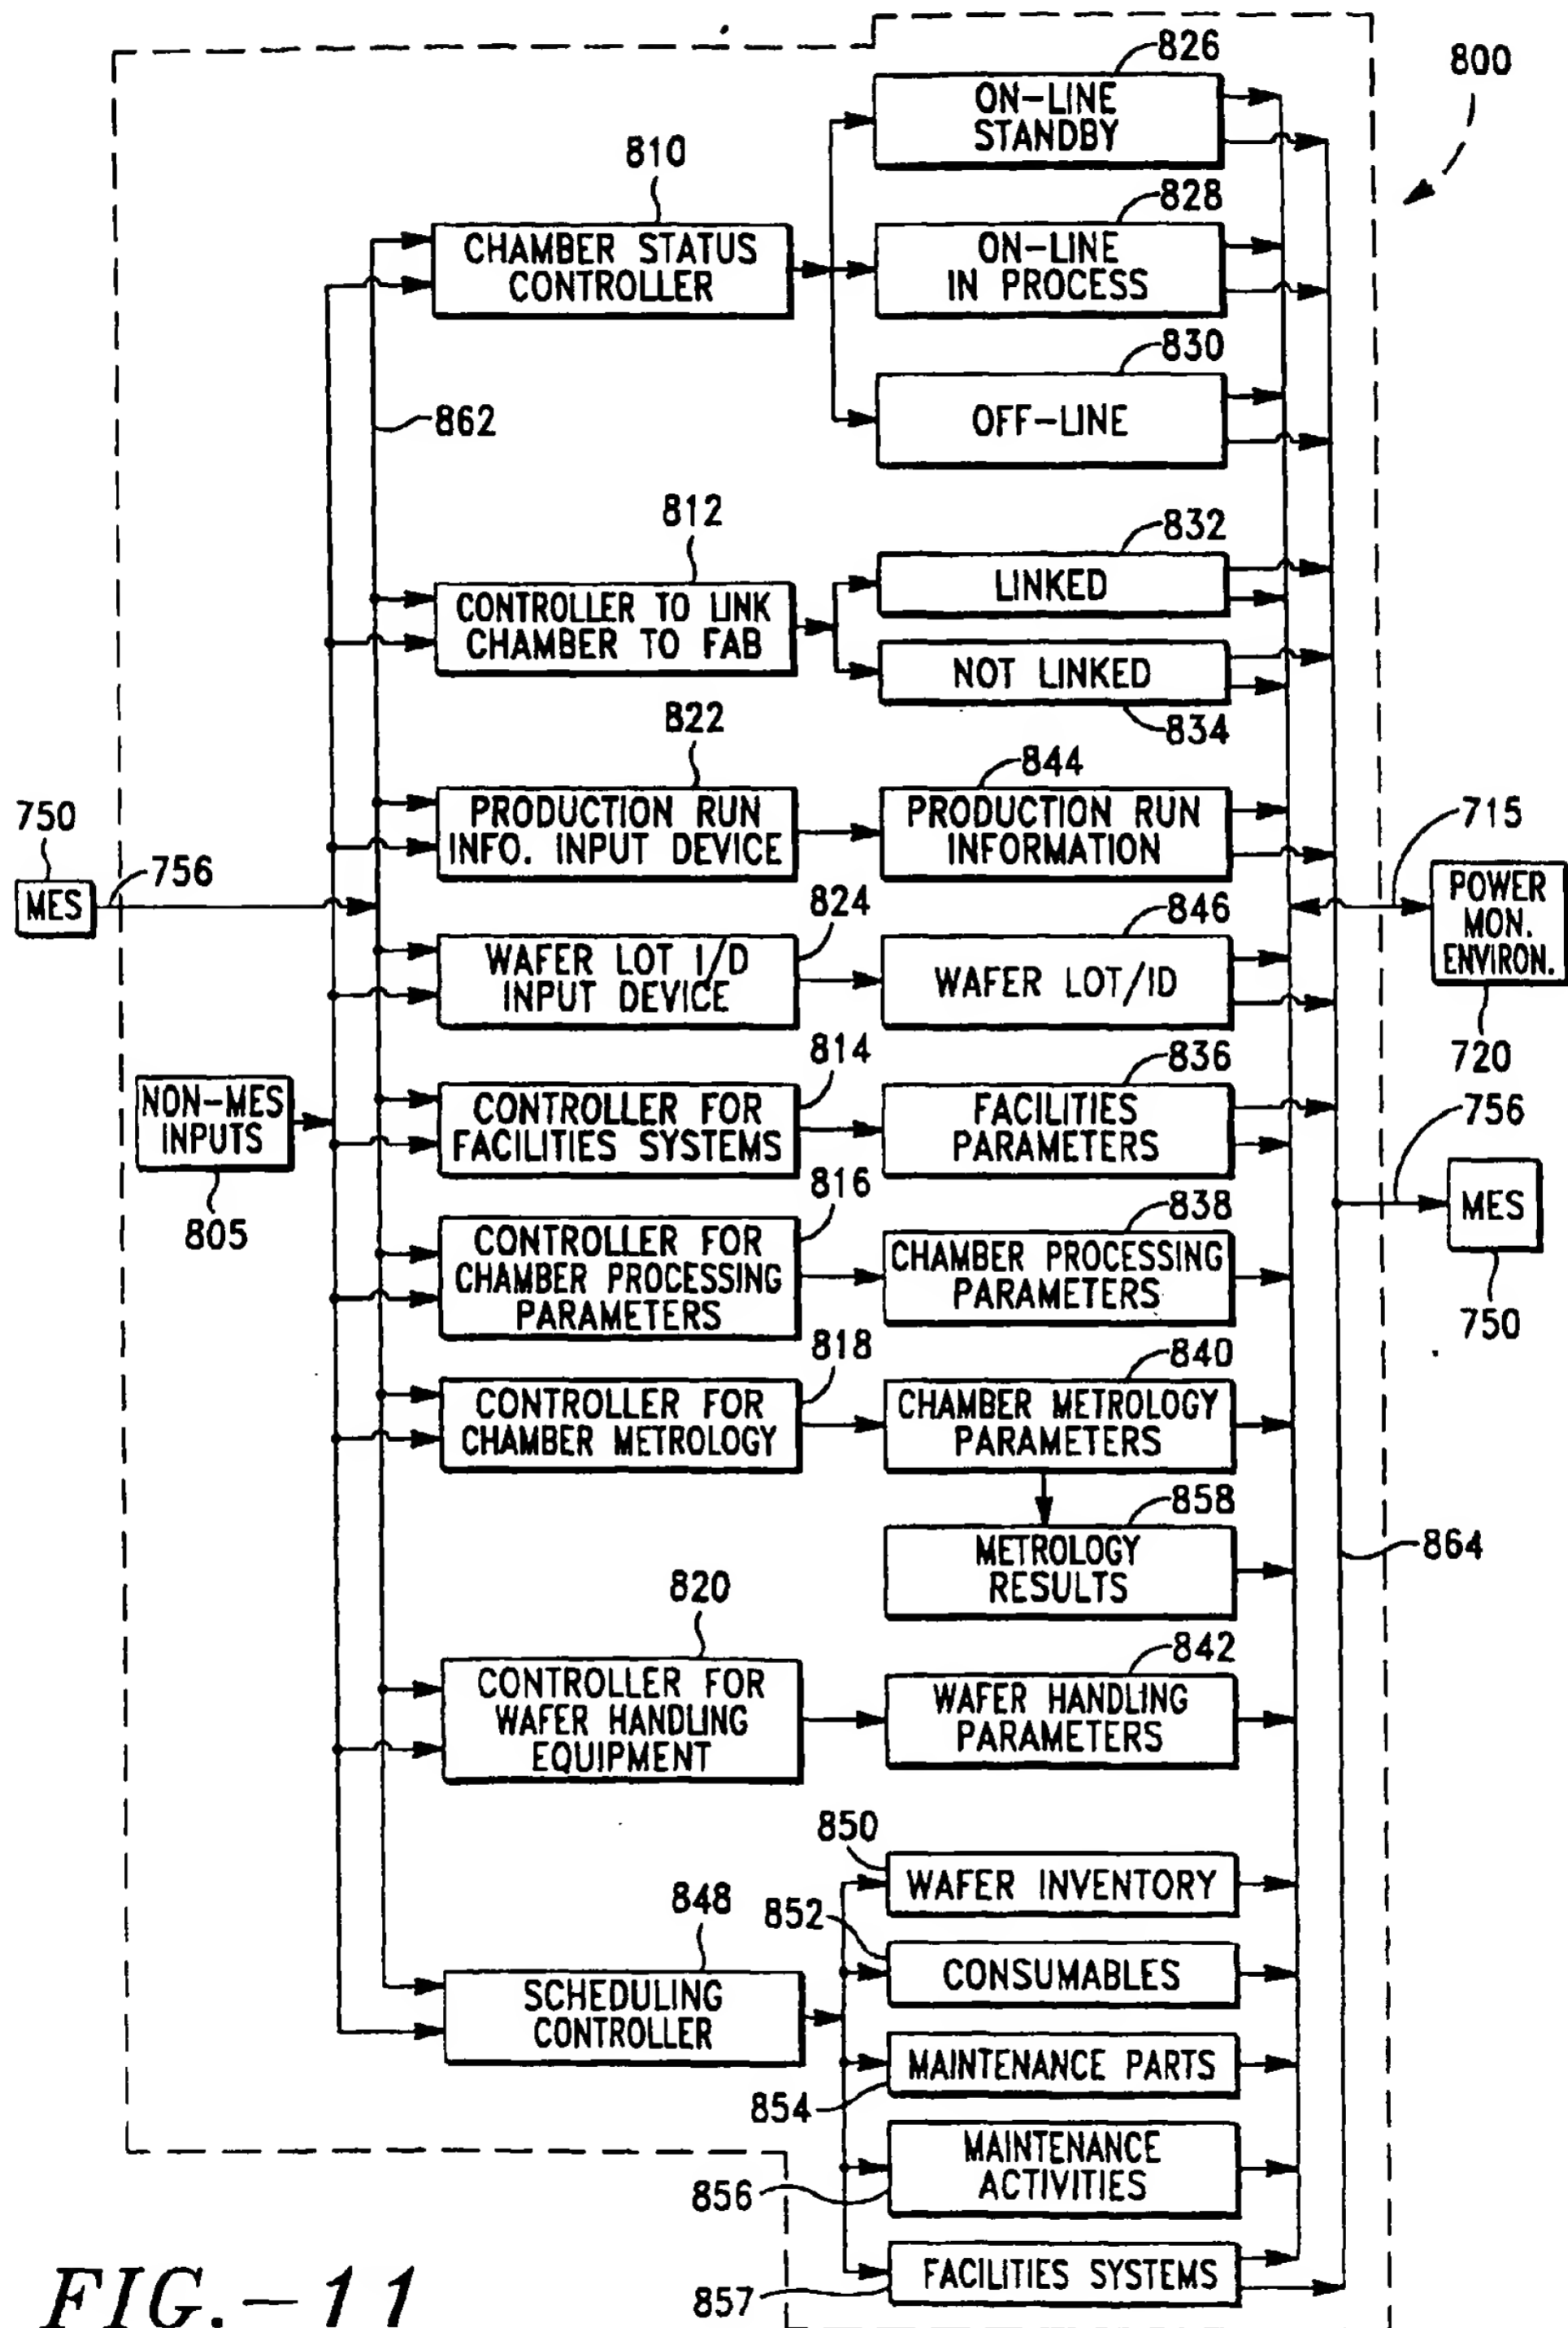 826
800
ON-LINE
STANDBY
810
828
CHAMBER STATUS
CONTROLLER
ON-LINE
IN PROCESS
830
862
OFF-LINE
812
832
LINKED
CONTROLLER TO LINK
CHAMBER TO FAB
NOT LINKED
834
822
844
750
756
PRODUCTION RUN
INFO. INPUT DEVICE
PRODUCTION RUN
INFORMATION
715
MES
824
846
POWER
MON.
ENVIRON.
WAFER LOT I/D
INPUT DEVICE
WAFER LOT/ID
720
814
836
756
NON-MES
INPUTS
CONTROLLER FOR
FACILITIES SYSTEMS
FACILITIES
PARAMETERS
805
816
838
MES
CONTROLLER FOR
CHAMBER PROCESSING
PARAMETERS
CHAMBER PROCESSING
PARAMETERS
750
818
840
CONTROLLER FOR
CHAMBER METROLOGY
CHAMBER METROLOGY
PARAMETERS
858
METROLOGY
RESULTS
864
820
842
CONTROLLER FOR
WAFER HANDLING
EQUIPMENT
WAFER HANDLING
PARAMETERS
850
WAFER INVENTORY
848
852
CONSUMABLES
SCHEDULING
CONTROLLER
MAINTENANCE PARTS
854
MAINTENANCE
ACTIVITIES
856
FACILITIES SYSTEMS
857
FIG.-11